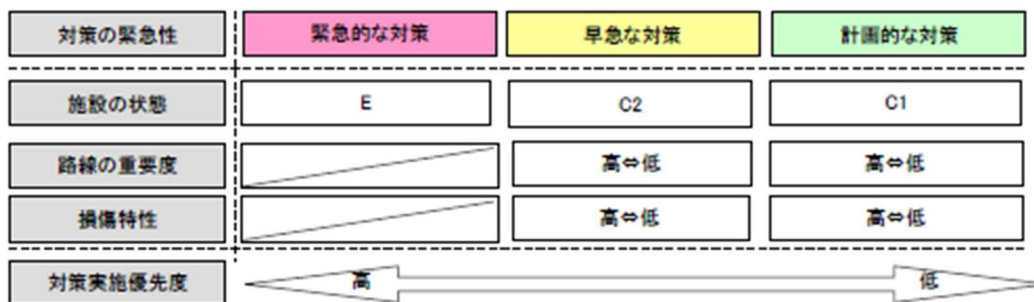 対策の緊急性 緊急的な対策 早急な対策 計画的な対策
施設の状態 E C2 C1
路線の重要度 高⇔低 高⇔低
損傷特性 高⇔低 高⇔低
対策実施優先度 高 低